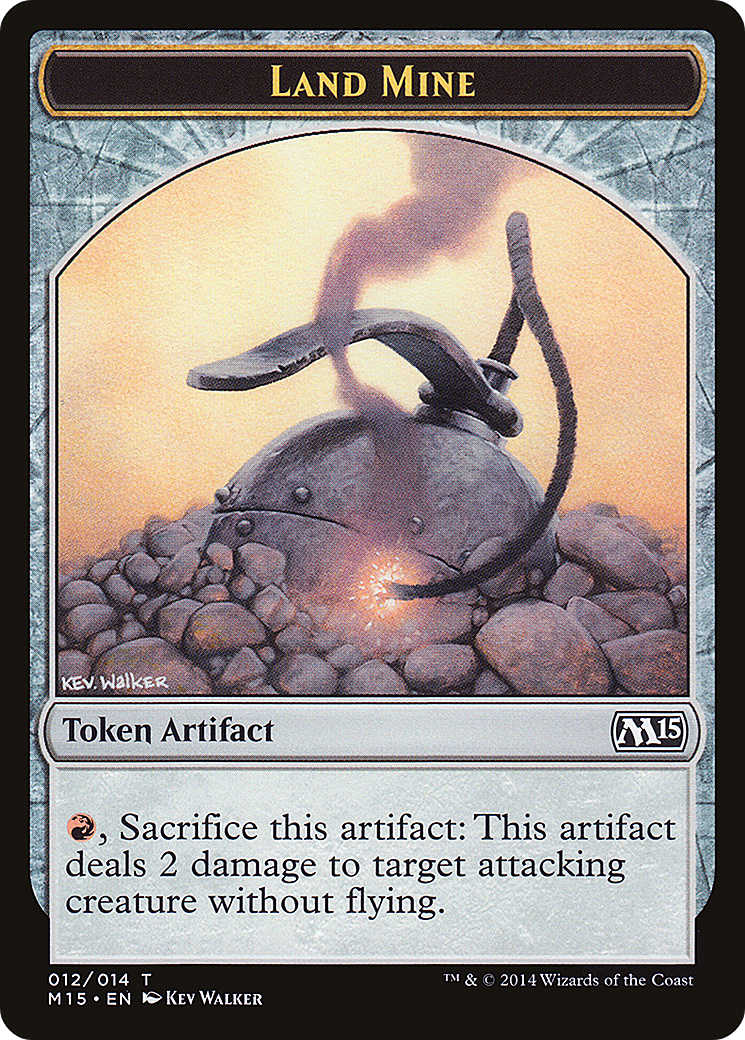 LAND MINE
KEV. WALKER
Token Artifact
M15
, Sacrifice this artifact: This artifact
deals 2 damage to target attacking
creature without flying.
012/014 T
M15 • EN KEV WALKER
™ & © 2014 Wizards of the Coast